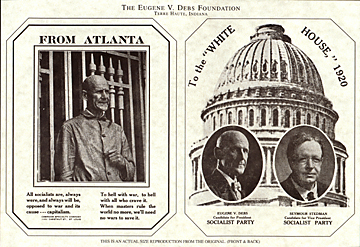 THE EUGENE V. DEBS FOUNDATION
TERRE HAUTE, INDIANA
FROM ATLANTA
All socialists are, always
were, and always will be,
opposed to war and its
cause --- capitalism.
To hell with war, to hell
with all who crave it.
When masters rule the
world no more, we'll need
no wars to save it.
To the "WHITE HOUSE," 1920
EUGENE V. DEBS
Candidate for President
SOCIALIST PARTY
SEYMOUR STEDMAN
Candidate for Vice President
SOCIALIST PARTY
THIS IS AN ACTUAL SIZE REPRODUCTION FROM THE ORIGINAL (FRONT & BACK)